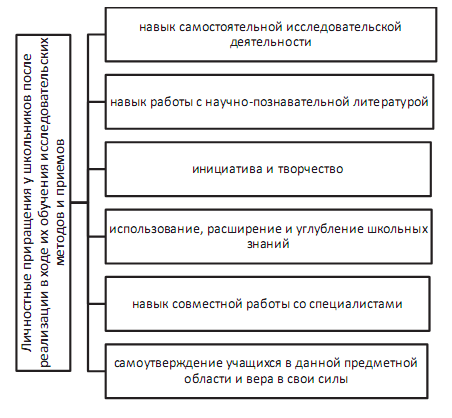 Личностные приращения у школьников после
реализации в ходе их обучения исследовательских
методов и приемов
навык самостоятельной исследовательской
деятельности
навык работы с научно-познавательной литературой
инициатива и творчество
использование, расширение и углубление школьных
знаний
навык совместной работы со специалистами
самоутверждение учащихся в данной предметной
области и вера в свои силы